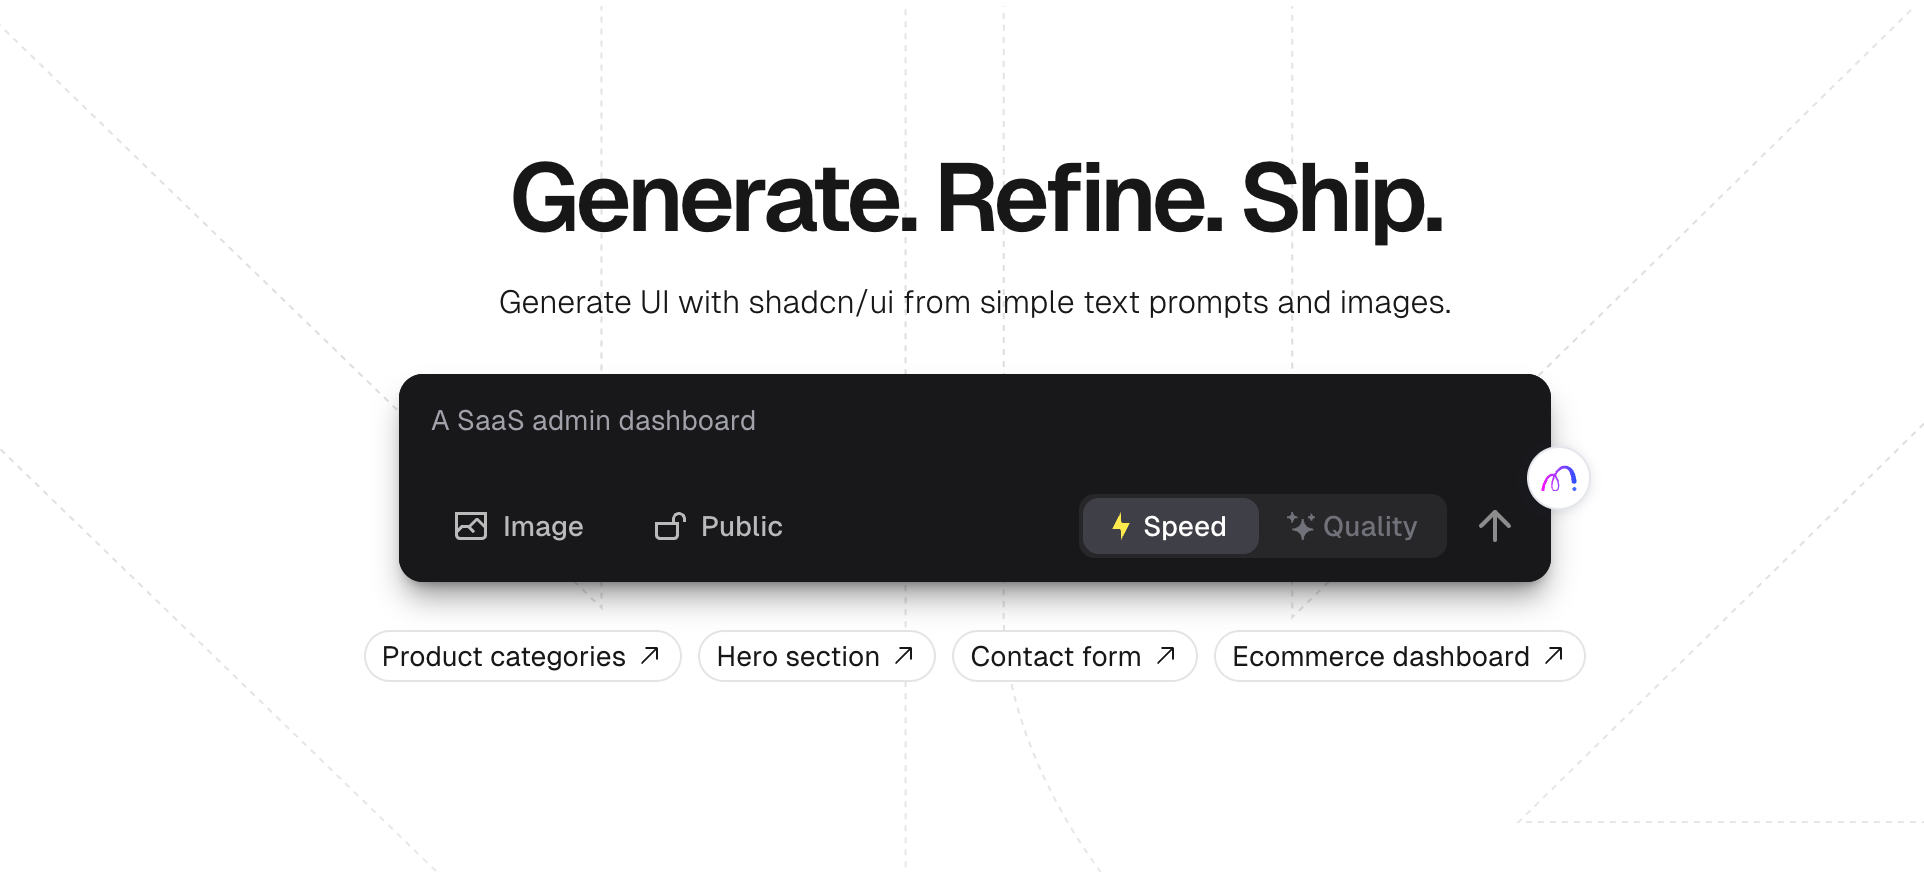 Generate. Refine. Ship.
Generate UI with shadcn/ui from simple text prompts and images.
A SaaS admin dashboard
Image Public Speed Quality
Product categories Hero section Contact form Ecommerce dashboard